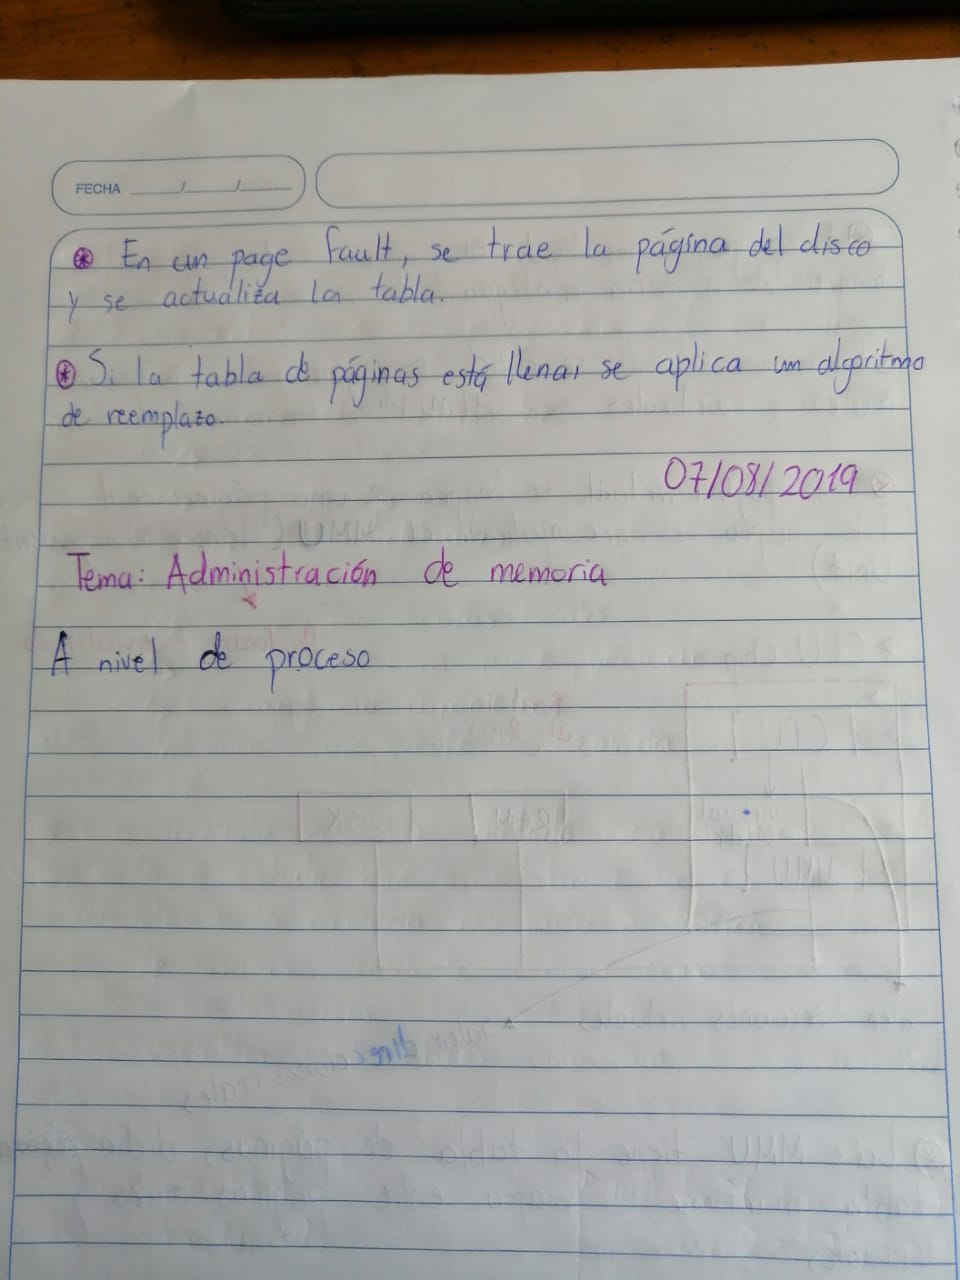 FECHA ___/___/___
⊛ En un page fault, se trae la página del disco
y se actualiza la tabla.
⊛ Si la tabla de páginas está llena, se aplica un algoritmo
de reemplazo.
07/08/2019
Tema: Administración de memoria
A nivel de proceso